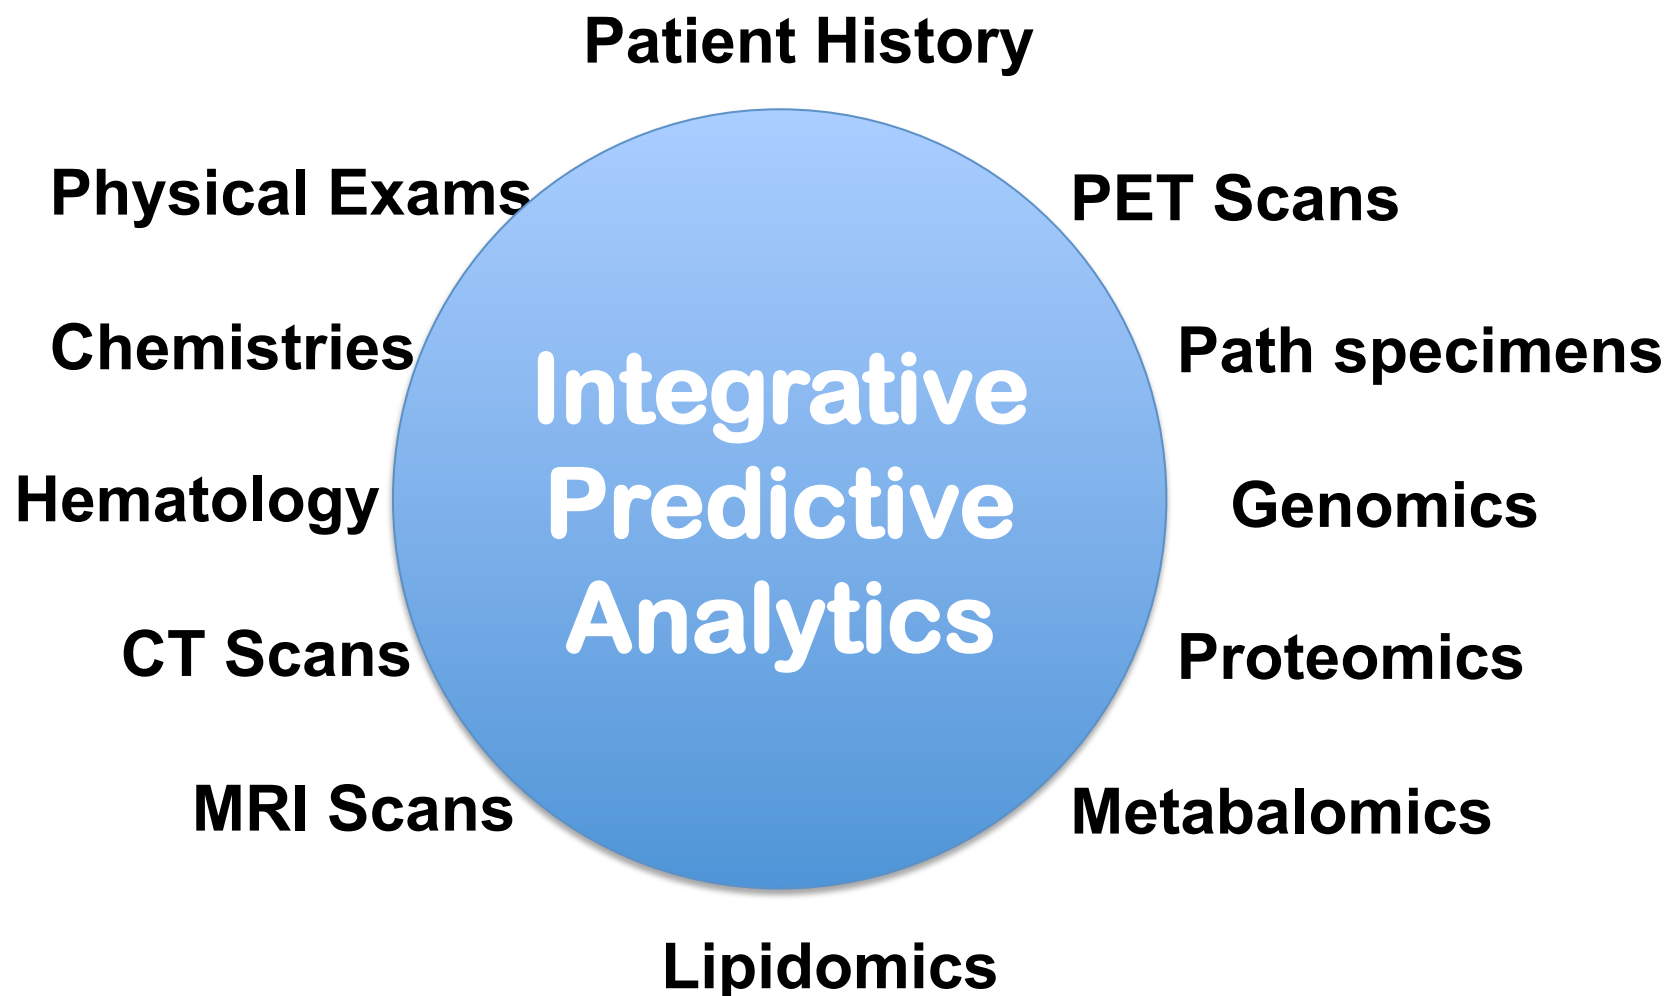 Patient History
Physical Exams
PET Scans
Chemistries
Path specimens
Integrative
Predictive
Analytics
Hematology
Genomics
CT Scans
Proteomics
MRI Scans
Metabalomics
Lipidomics